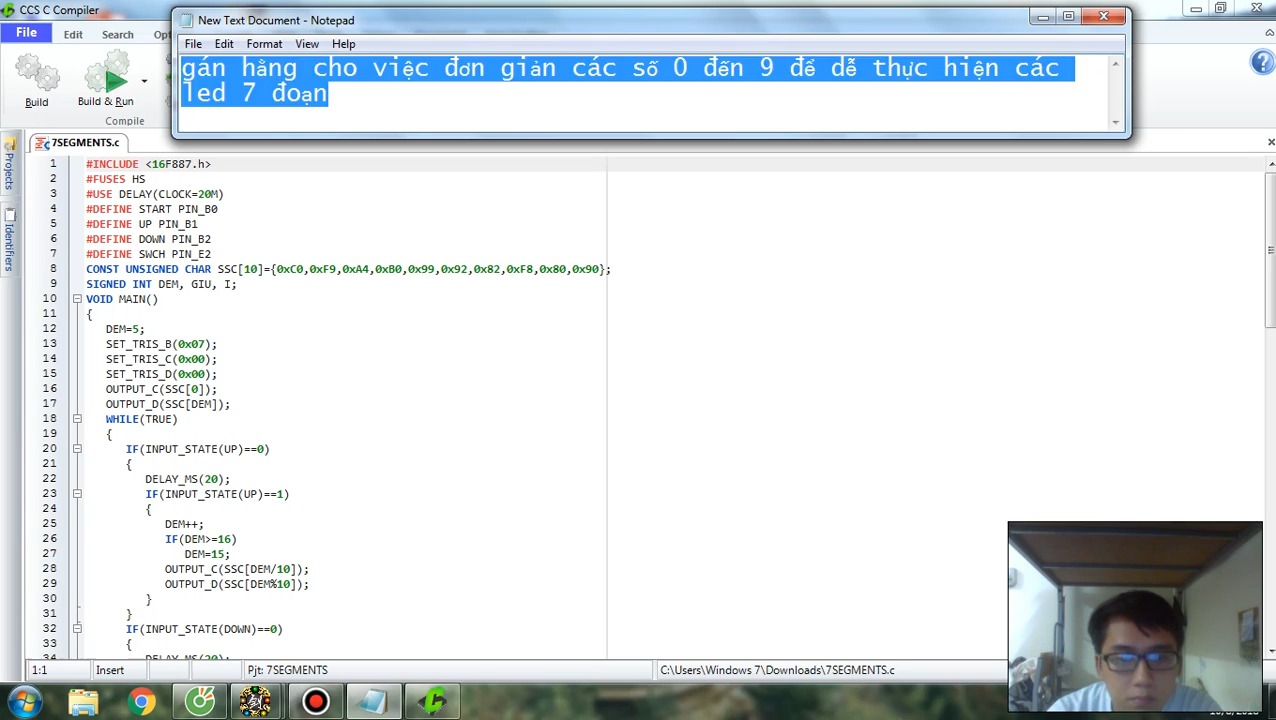 CCS C Compiler
New Text Document - Notepad
File Edit Format View Help
gán hằng cho việc đơn giản các số 0 đến 9 để dễ thực hiện các
led 7 đoạn
File Edit Search
Build Build & Run
Compile
7SEGMENTS.c
Projects
Identifiers
1 #INCLUDE <16F887.h>
2 #FUSES HS
3 #USE DELAY(CLOCK=20M)
4 #DEFINE START PIN_B0
5 #DEFINE UP PIN_B1
6 #DEFINE DOWN PIN_B2
7 #DEFINE SWCH PIN_E2
8 CONST UNSIGNED CHAR SSC[10]={0xC0,0xF9,0xA4,0xB0,0x99,0x92,0x82,0xF8,0x80,0x90};
9 SIGNED INT DEM, GIU, I;
10 VOID MAIN()
11 {
12 DEM=5;
13 SET_TRIS_B(0x07);
14 SET_TRIS_C(0x00);
15 SET_TRIS_D(0x00);
16 OUTPUT_C(SSC[0]);
17 OUTPUT_D(SSC[DEM]);
18 WHILE(TRUE)
19 {
20 IF(INPUT_STATE(UP)==0)
21 {
22 DELAY_MS(20);
23 IF(INPUT_STATE(UP)==1)
24 {
25 DEM++;
26 IF(DEM>=16)
27 DEM=15;
28 OUTPUT_C(SSC[DEM/10]);
29 OUTPUT_D(SSC[DEM%10]);
30 }
31 }
32 IF(INPUT_STATE(DOWN)==0)
33 {
34 DELAY_MS(20);
1:1 Insert Pjt: 7SEGMENTS C:\Users\Windows 7\Downloads\7SEGMENTS.c